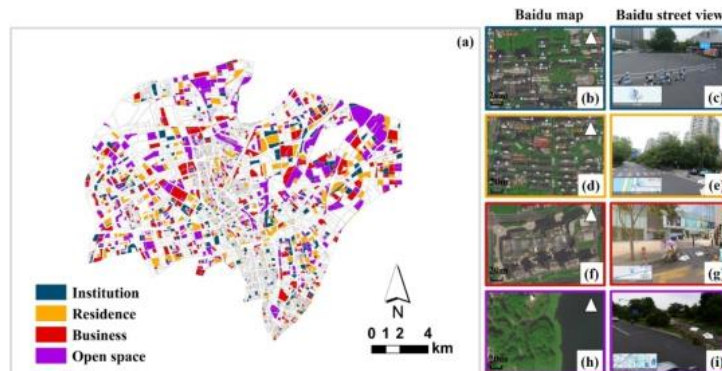 Baidu map
Baidu street view
(a)
(b)
(c)
(d)
(e)
(f)
(g)
(h)
(i)
Institution
Residence
Business
Open space
N
0 1 2 4
km